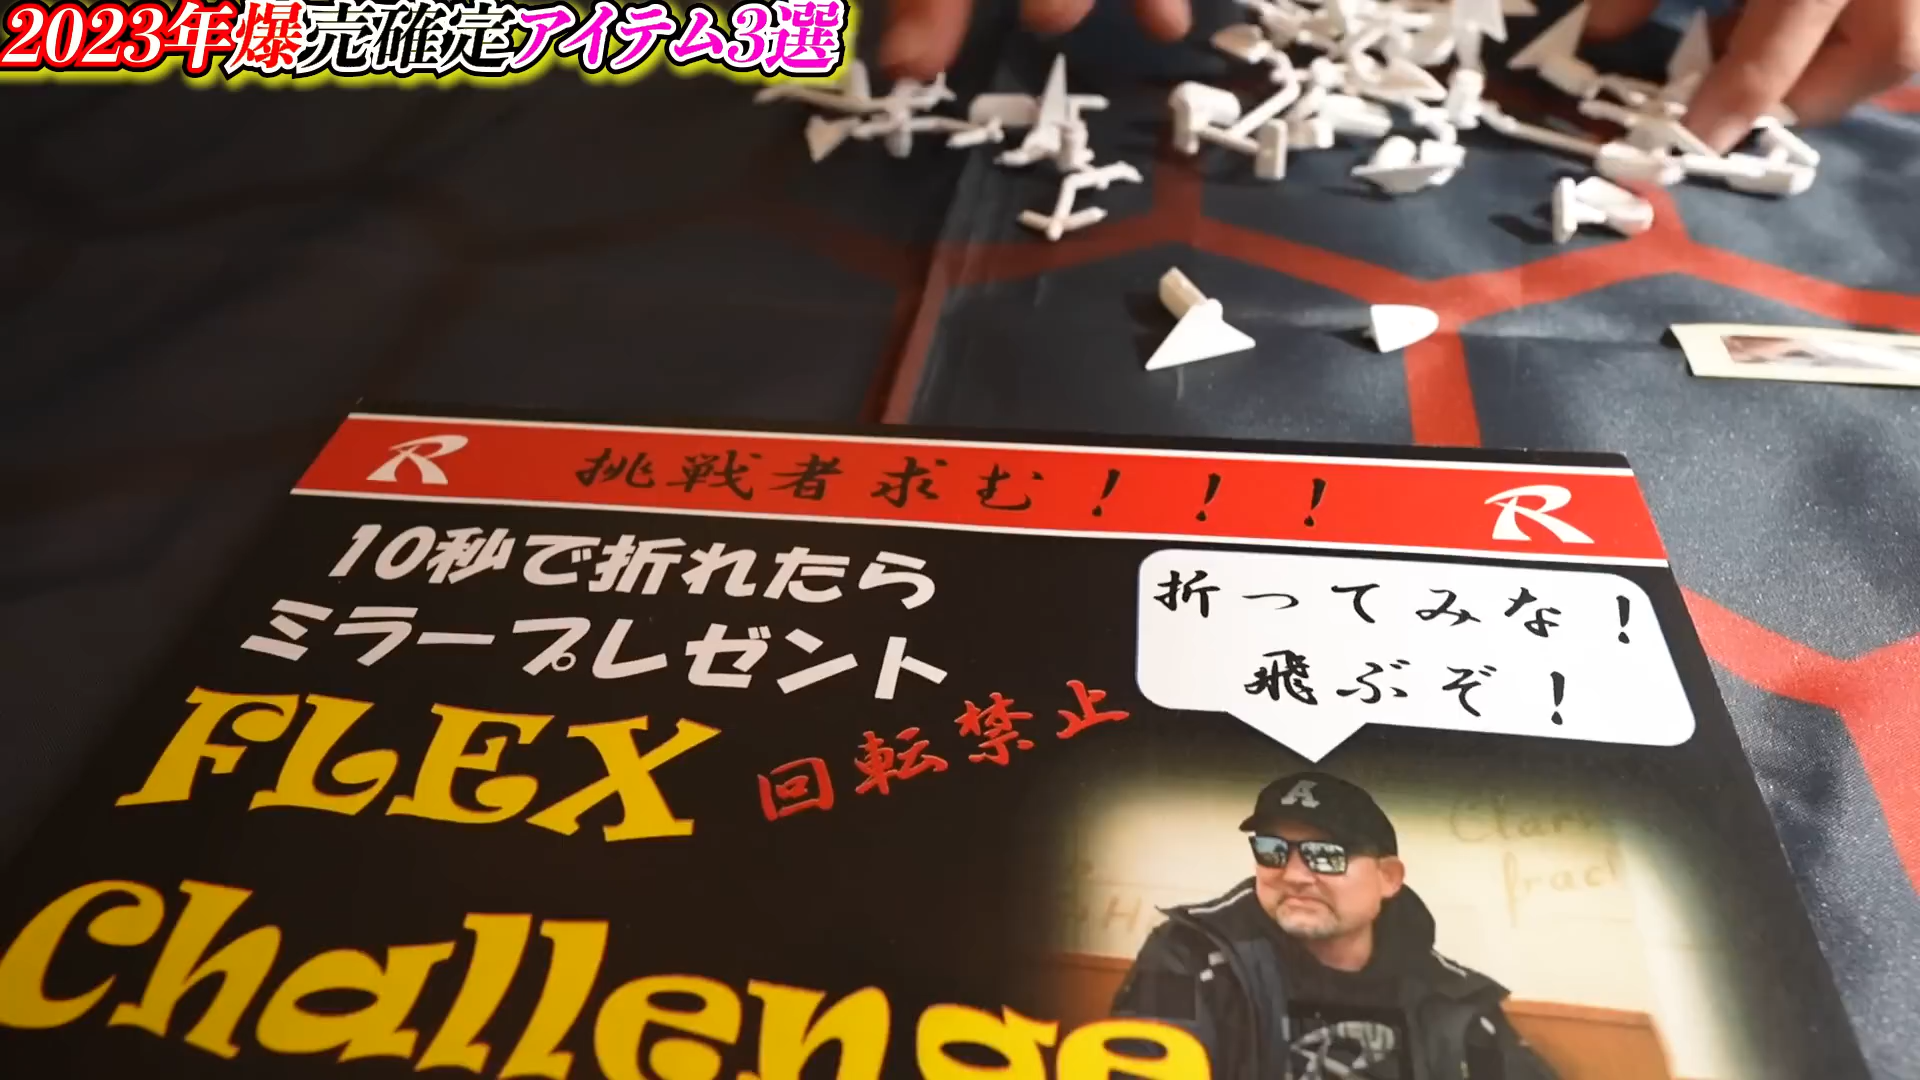 2023年爆売確定アイテム3選
R 挑戦者求む！！！ R
10秒で折れたら
ミラープレゼント
折ってみな！
飛ぶぞ！
FLEX
回転禁止
Challenge
A